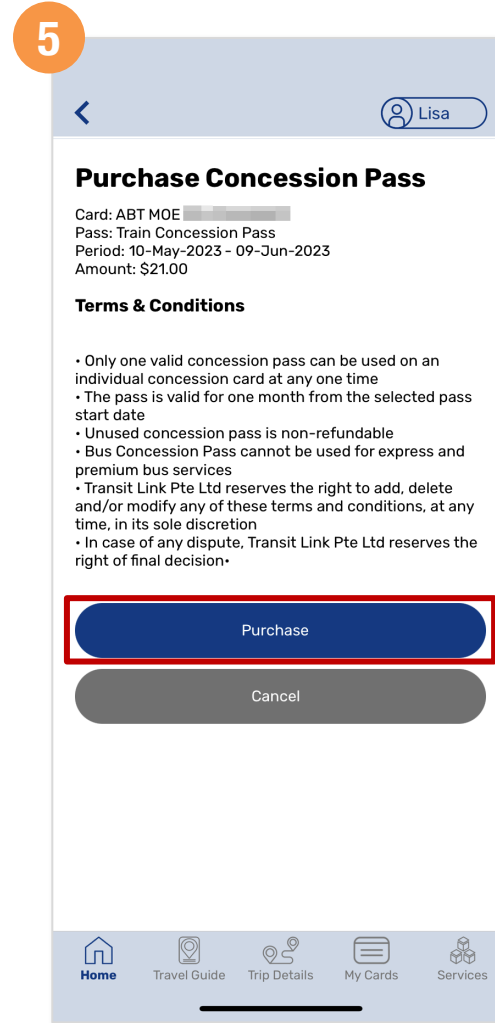 5
Lisa
Purchase Concession Pass
Card: ABT MOE
Pass: Train Concession Pass
Period: 10-May-2023 - 09-Jun-2023
Amount: $21.00
Terms & Conditions
• Only one valid concession pass can be used on an
individual concession card at any one time
• The pass is valid for one month from the selected pass
start date
• Unused concession pass is non-refundable
• Bus Concession Pass cannot be used for express and
premium bus services
• Transit Link Pte Ltd reserves the right to add, delete
and/or modify any of these terms and conditions, at any
time, in its sole discretion
• In case of any dispute, Transit Link Pte Ltd reserves the
right of final decision•
Purchase
Cancel
Home Travel Guide Trip Details My Cards Services